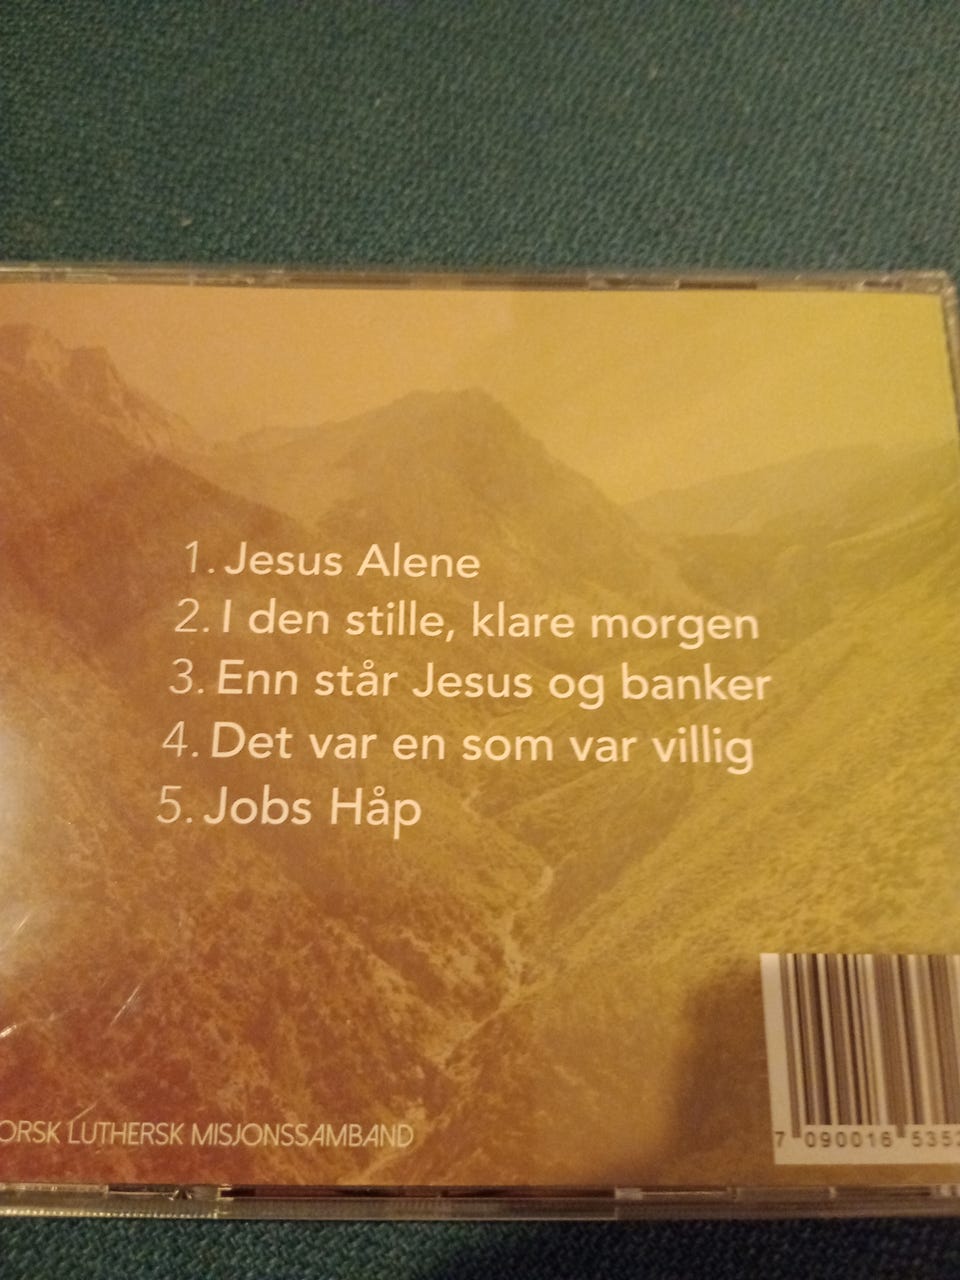 1. Jesus Alene
2. I den stille, klare morgen
3. Enn står Jesus og banker
4. Det var en som var villig
5. Jobs Håp
ORSK LUTHERSK MISJONSSAMBAND
7 090016 535